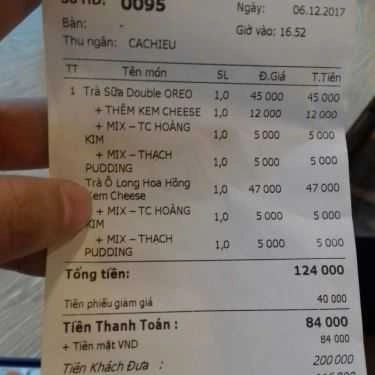 0095
Ngày: 06.12.2017
Bàn: -
Giờ vào: 16.52
Thu ngân: CACHIEU
TT Tên món SL Đ.Giá T.Tiền
1 Trà Sữa Double OREO 1,0 45 000 45 000
+ THÊM KEM CHEESE 1,0 12 000 12 000
+ MIX – TC HOÀNG KIM 1,0 5 000 5 000
+ MIX – THẠCH PUDDING 1,0 5 000 5 000
Trà Ô Long Hoa Hồng Kem Cheese 1,0 47 000 47 000
+ MIX – TC HOÀNG KIM 1,0 5 000 5 000
+ MIX – THẠCH PUDDING 1,0 5 000 5 000
Tổng tiền: 124 000
Tiền phiếu giảm giá 40 000
Tiền Thanh Toán : 84 000
+ Tiền mặt VND 84 000
Tiền Khách Đưa : 200 000